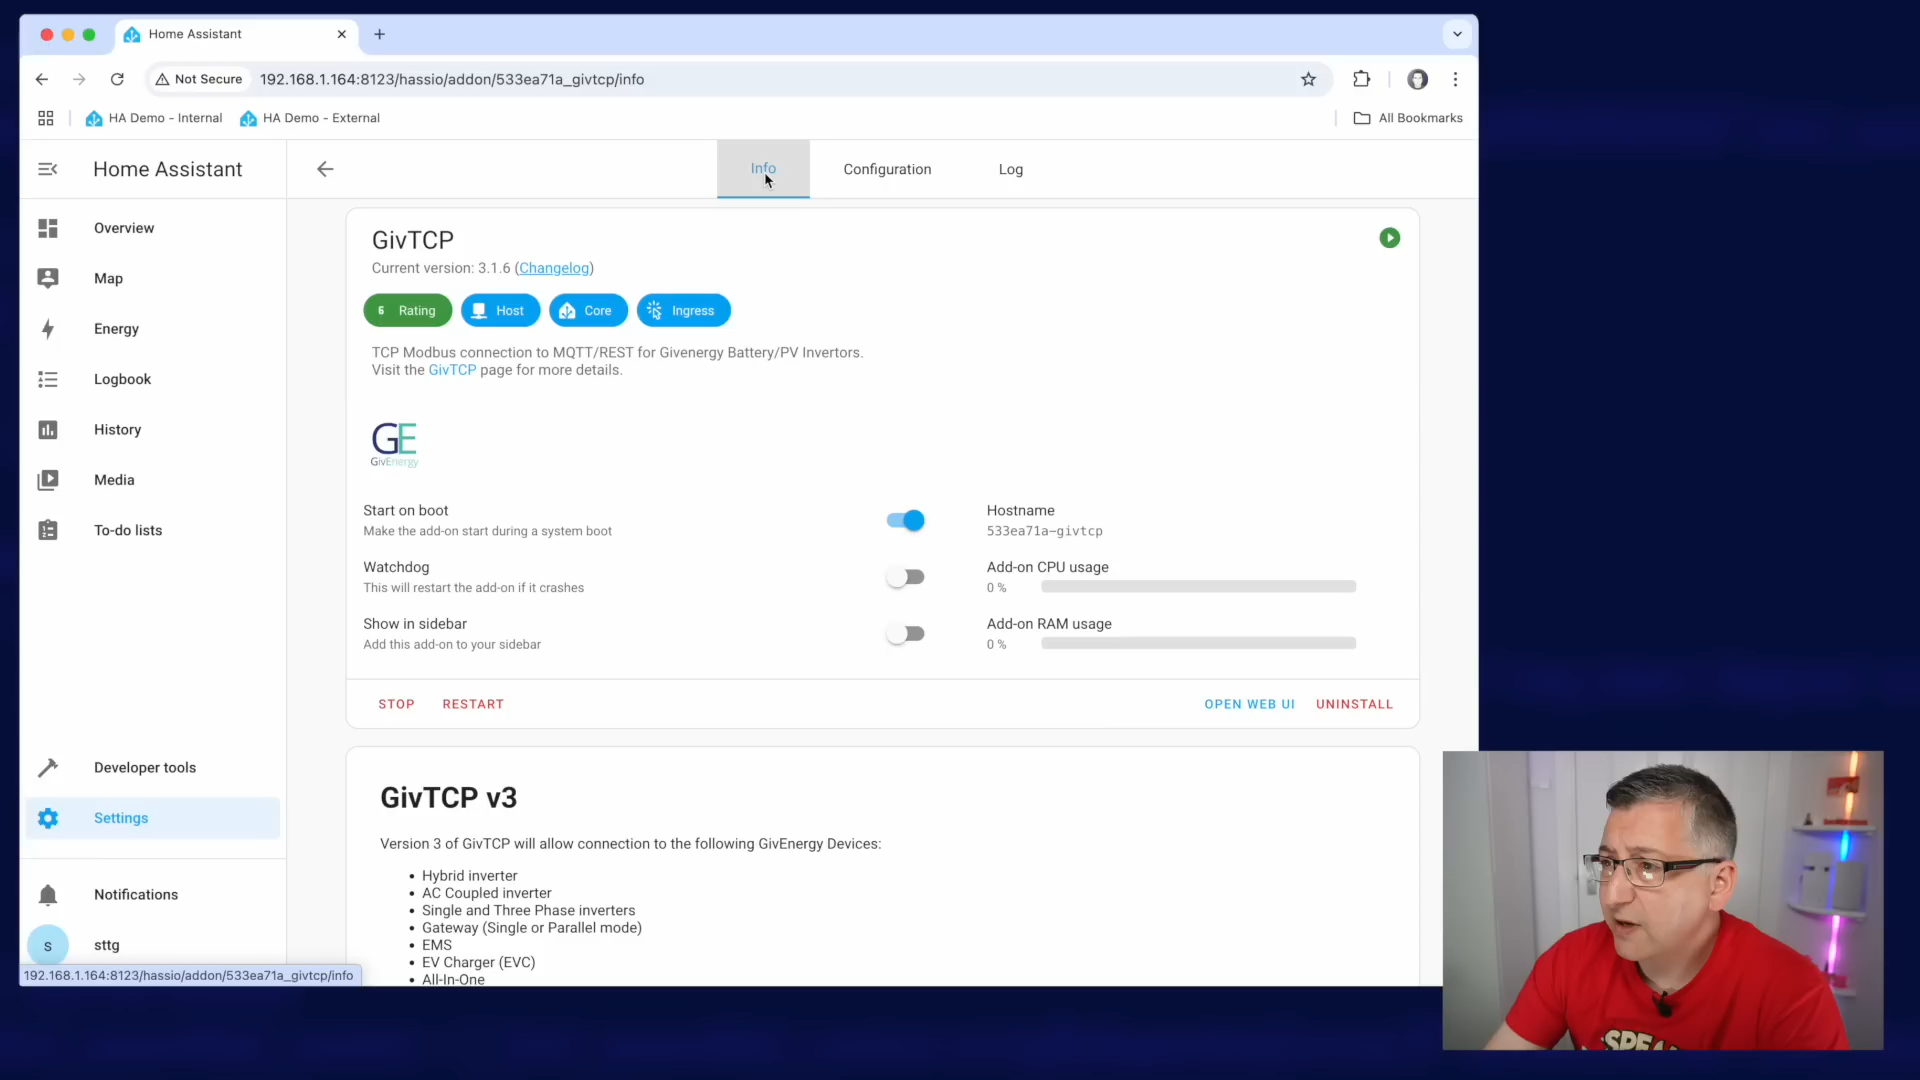 Home Assistant
Not Secure
192.168.1.164:8123/hassio/addon/533ea71a_givtcp/info
HA Demo - Internal
HA Demo - External
All Bookmarks
Home Assistant
Info
Configuration
Log
Overview
Map
Energy
Logbook
History
Media
To-do lists
Developer tools
Settings
Notifications
s
sttg
192.168.1.164:8123/hassio/addon/533ea71a_givtcp/info
GivTCP
Current version: 3.1.6 (Changelog)
Rating
Host
Core
Ingress
TCP Modbus connection to MQTT/REST for Givenergy Battery/PV Invertors.
Visit the GivTCP page for more details.
GE
GivEnergy
Start on boot
Make the add-on start during a system boot
Watchdog
This will restart the add-on if it crashes
Show in sidebar
Add this add-on to your sidebar
Hostname
533ea71a-givtcp
Add-on CPU usage
0 %
Add-on RAM usage
0 %
STOP
RESTART
OPEN WEB UI
UNINSTALL
GivTCP v3
Version 3 of GivTCP will allow connection to the following GivEnergy Devices:
• Hybrid inverter
• AC Coupled inverter
• Single and Three Phase inverters
• Gateway (Single or Parallel mode)
• EMS
• EV Charger (EVC)
• All-In-One